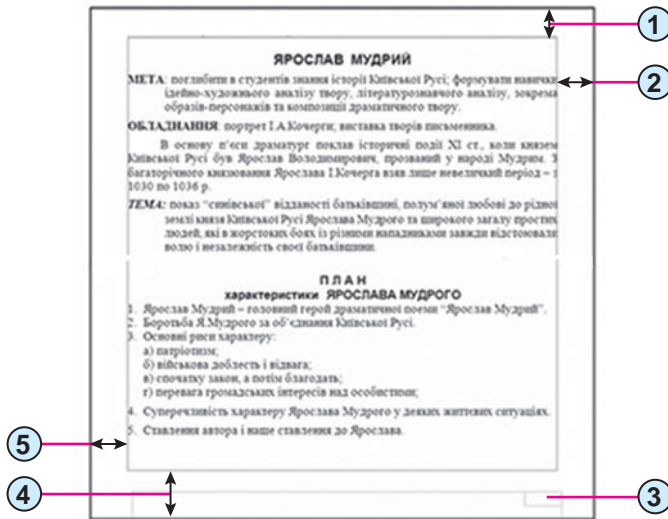 ЯРОСЛАВ МУДРИЙ
МЕТА: поглибити в студентів знання історії Київської Русі; формувати навички
ідейно-художнього аналізу твору, літературознавчого аналізу, зокрема
образів-персонажів та композиції драматичного твору.
ОБЛАДНАННЯ: портрет І.А.Кочерги; виставка творів письменника.
В основу п'єси драматург поклав історичні події XI ст., коли князем
Київської Русі був Ярослав Володимирович, прозваний у народі Мудрим. З
багаторічного князювання Ярослава І.Кочерга взяв лише невеличкий період – з
1030 по 1036 р.
ТЕМА: показ "синівської" відданості батьківщині, полум'яної любові до рідної
землі князя Київської Русі Ярослава Мудрого та широкого загалу простих
людей, які в жорстоких боях із різними нападниками завжди відстоювали
волю і незалежність своєї батьківщини.
ПЛАН
характеристики ЯРОСЛАВА МУДРОГО
1. Ярослав Мудрий – головний герой драматичної поеми "Ярослав Мудрий".
2. Боротьба Я.Мудрого за об'єднання Київської Русі.
3. Основні риси характеру:
а) патріотизм;
б) військова доблесть і відвага;
в) спочатку закон, а потім благодать;
г) перевага громадських інтересів над особистими;
4. Суперечливість характеру Ярослава Мудрого у деяких життєвих ситуаціях.
5. Ставлення автора і наше ставлення до Ярослава.
1
2
3
4
5